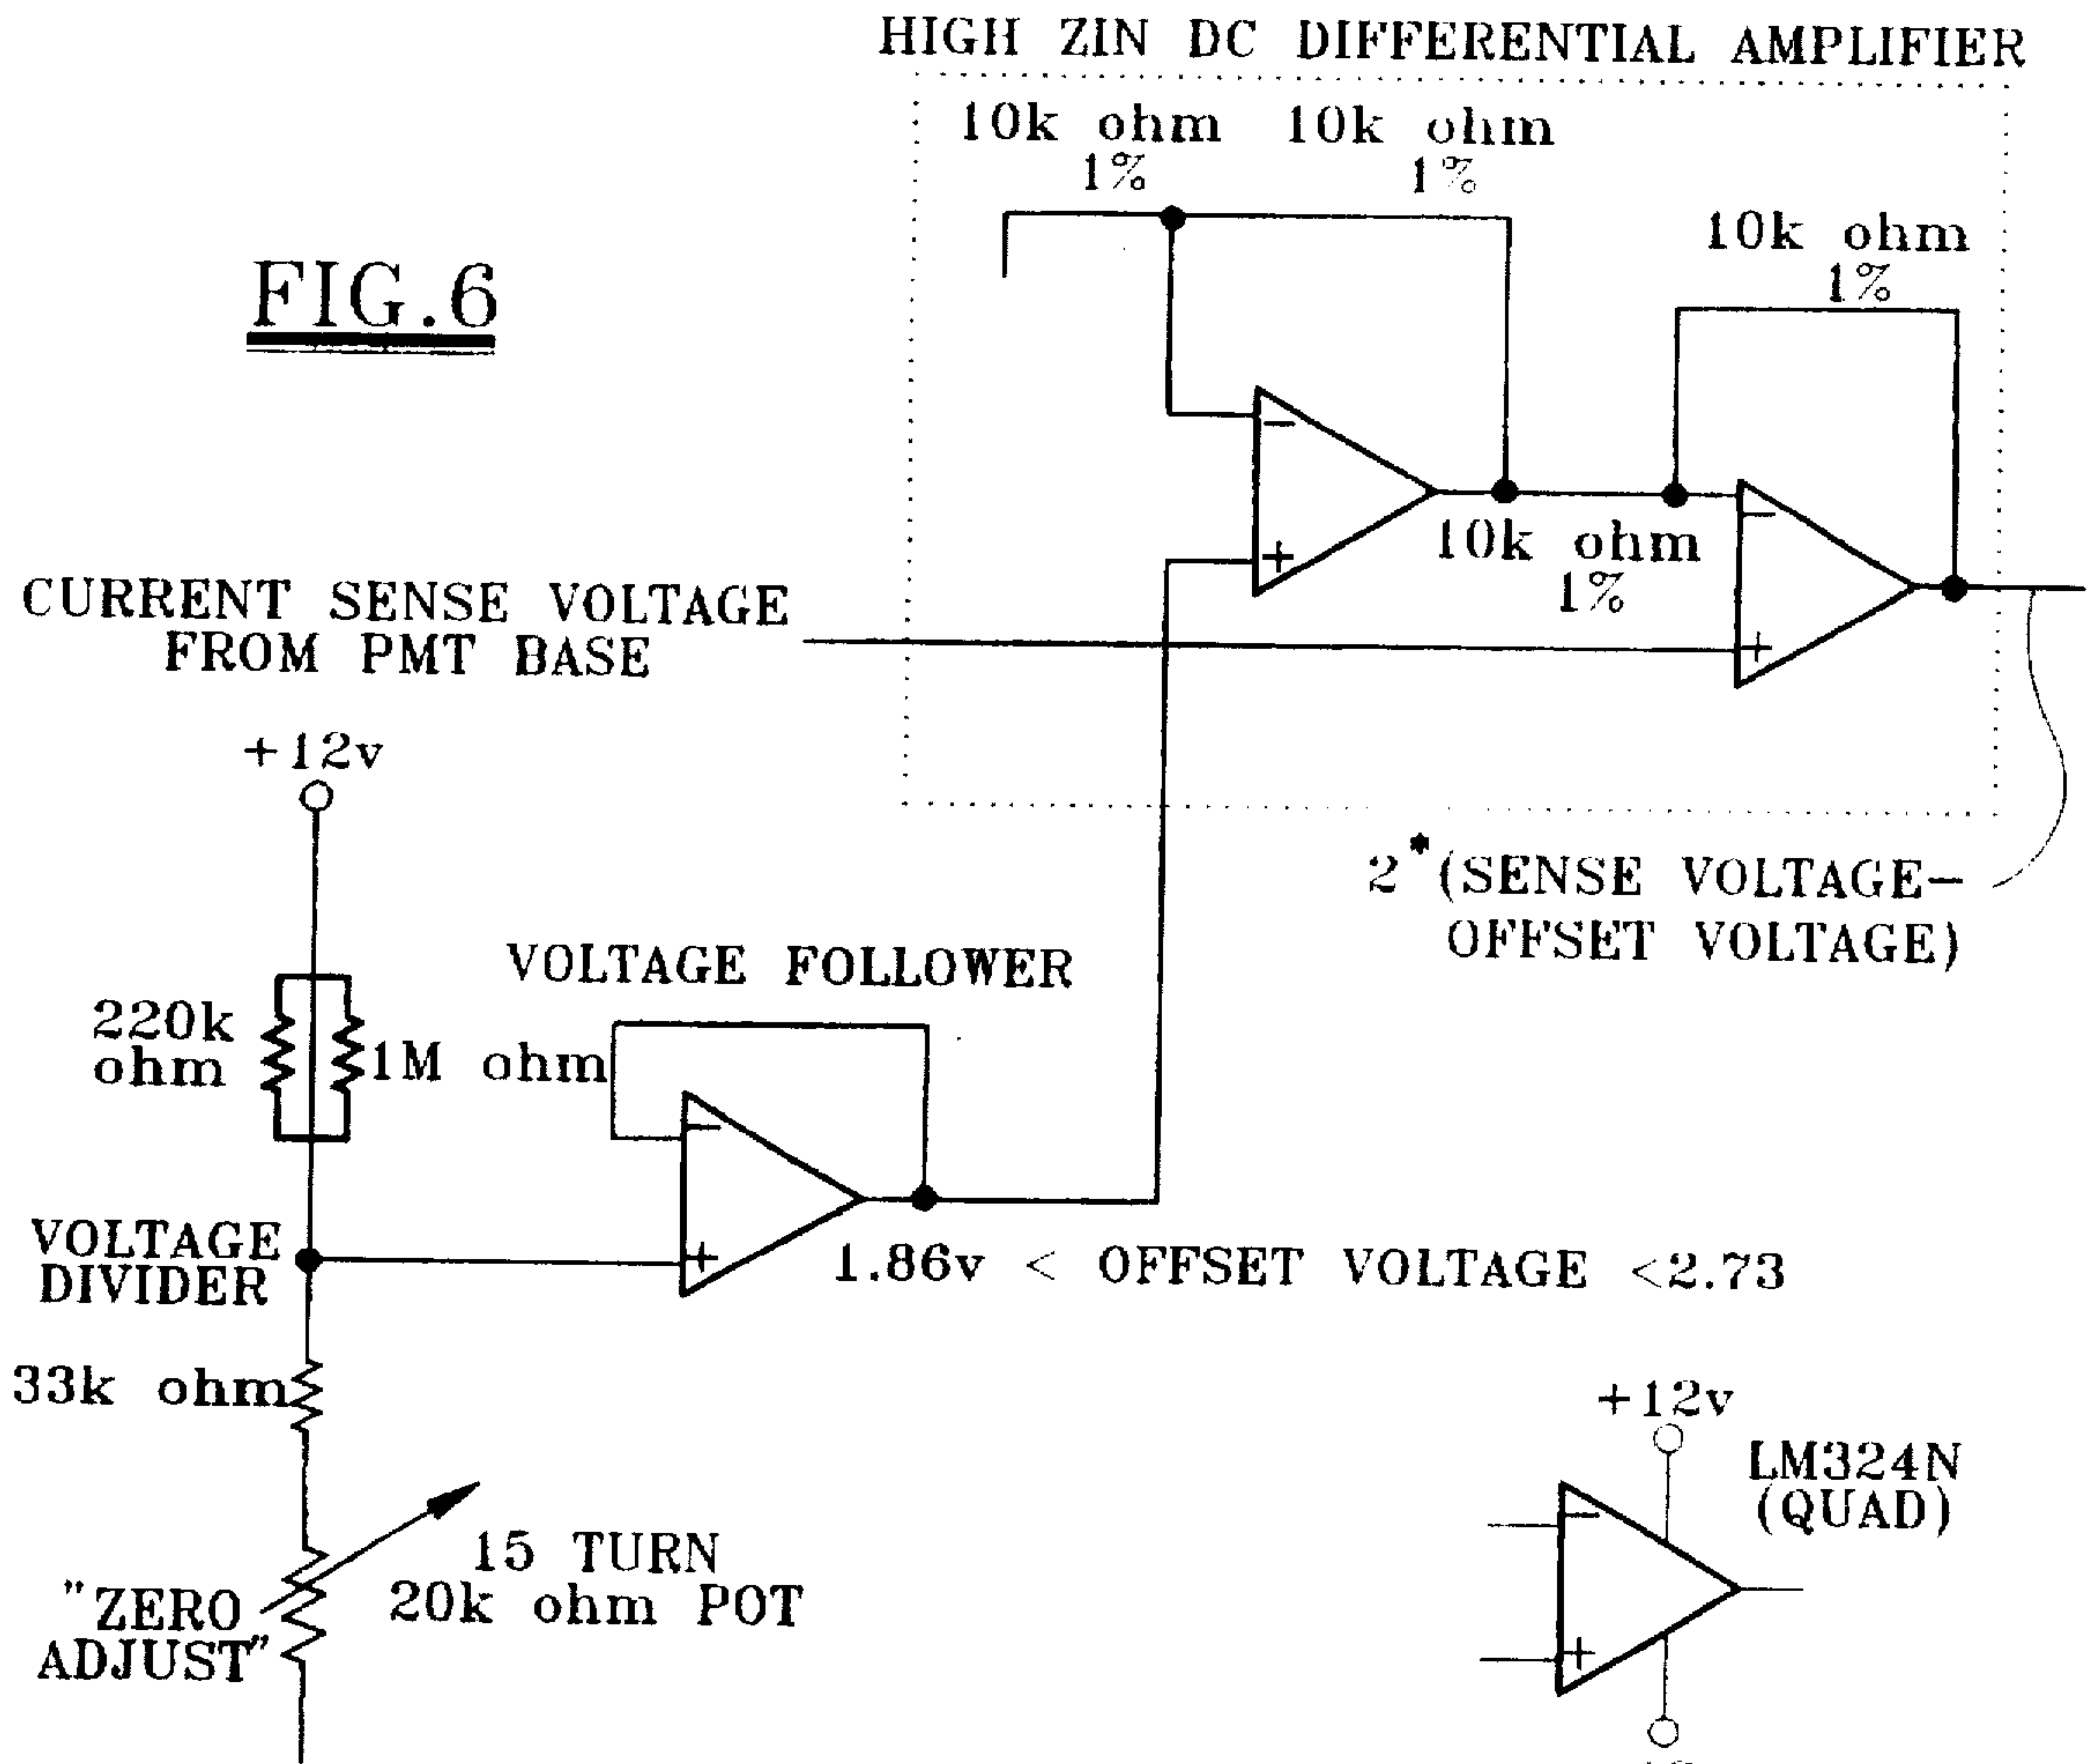 HIGH ZIN DC DIFFERENTIAL AMPLIFIER
10k ohm
1%
10k ohm
1%
10k ohm
1%
FIG.6
10k ohm
1%
CURRENT SENSE VOLTAGE
FROM PMT BASE
+12v
2*(SENSE VOLTAGE-
OFFSET VOLTAGE)
VOLTAGE FOLLOWER
220k
ohm
1M ohm
VOLTAGE
DIVIDER
1.86v < OFFSET VOLTAGE <2.73
33k ohm
15 TURN
20k ohm POT
"ZERO
ADJUST"
+12v
LM324N
(QUAD)